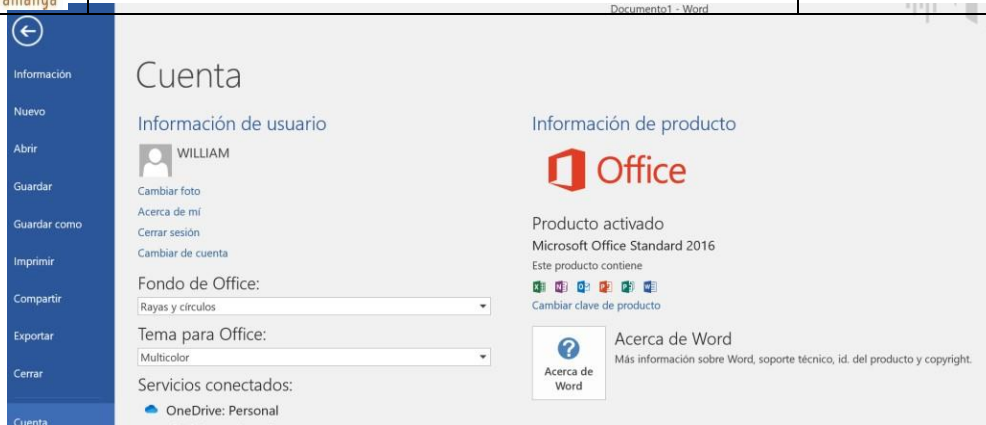 Documento1 - Word
Información
Nuevo
Abrir
Guardar
Guardar como
Imprimir
Compartir
Exportar
Cerrar
Cuenta
Cuenta
Información de usuario
WILLIAM
Cambiar foto
Acerca de mí
Cerrar sesión
Cambiar de cuenta
Fondo de Office:
Rayas y círculos
Tema para Office:
Multicolor
Servicios conectados:
OneDrive: Personal
Información de producto
Office
Producto activado
Microsoft Office Standard 2016
Este producto contiene
Cambiar clave de producto
Acerca de Word
Acerca de Word
Más información sobre Word, soporte técnico, id. del producto y copyright.